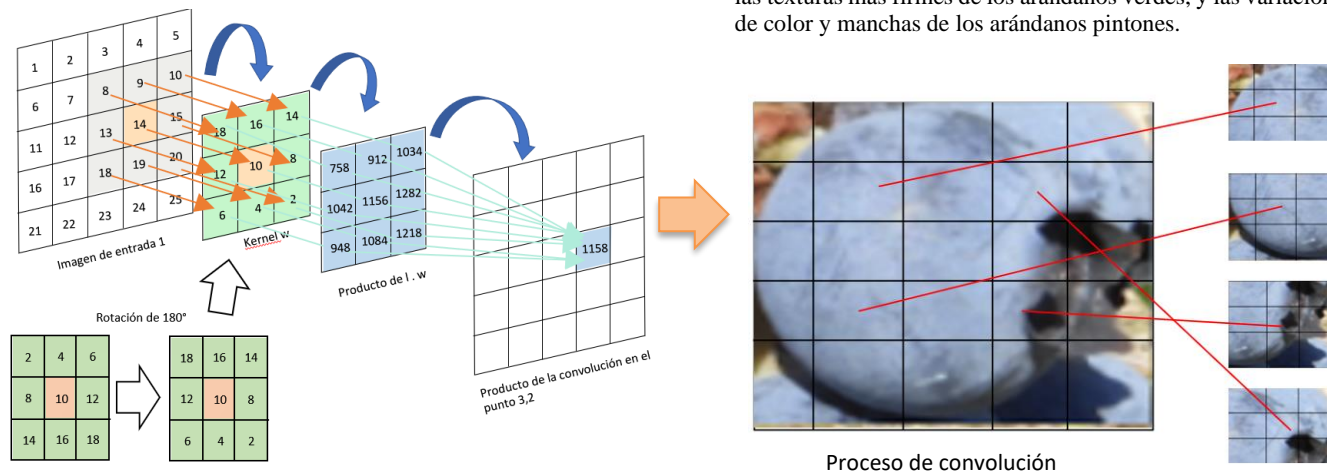 las texturas más firmes de los arándanos verdes, y las variacion
de color y manchas de los arándanos pintones.
1 2 3 4 5
6 7 8 9 10
11 12 13 14 15
16 17 18 19 20
21 22 23 24 25
Imagen de entrada 1
18 16 14
12 10 8
6 4 2
Kernel w
758 912 1034
1042 1156 1282
948 1084 1218
Producto de l . w
1158
Producto de la convolución en el
punto 3,2
Rotación de 180°
2 4 6
8 10 12
14 16 18
18 16 14
12 10 8
6 4 2
Proceso de convolución